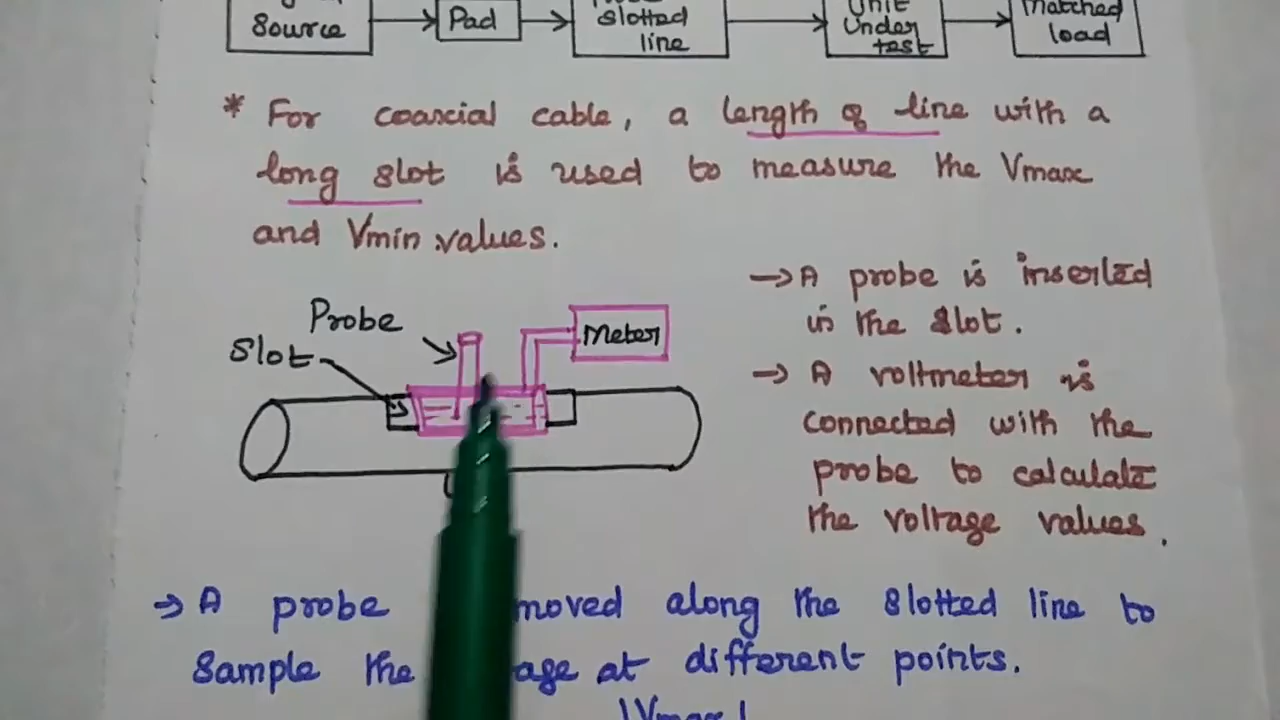 Source
Pad
Slotted
line
Unit
Under
test
Matched
load
* For coaxial cable, a length of line with a
long slot is used to measure the Vmax
and Vmin values.
Probe
Slot
Meter
→ A probe is inserted
in the slot.
→ A voltmeter is
connected with the
probe to calculate
the voltage values.
→ A probe moved along the slotted line to
Sample the age at different points.
|Vmax|